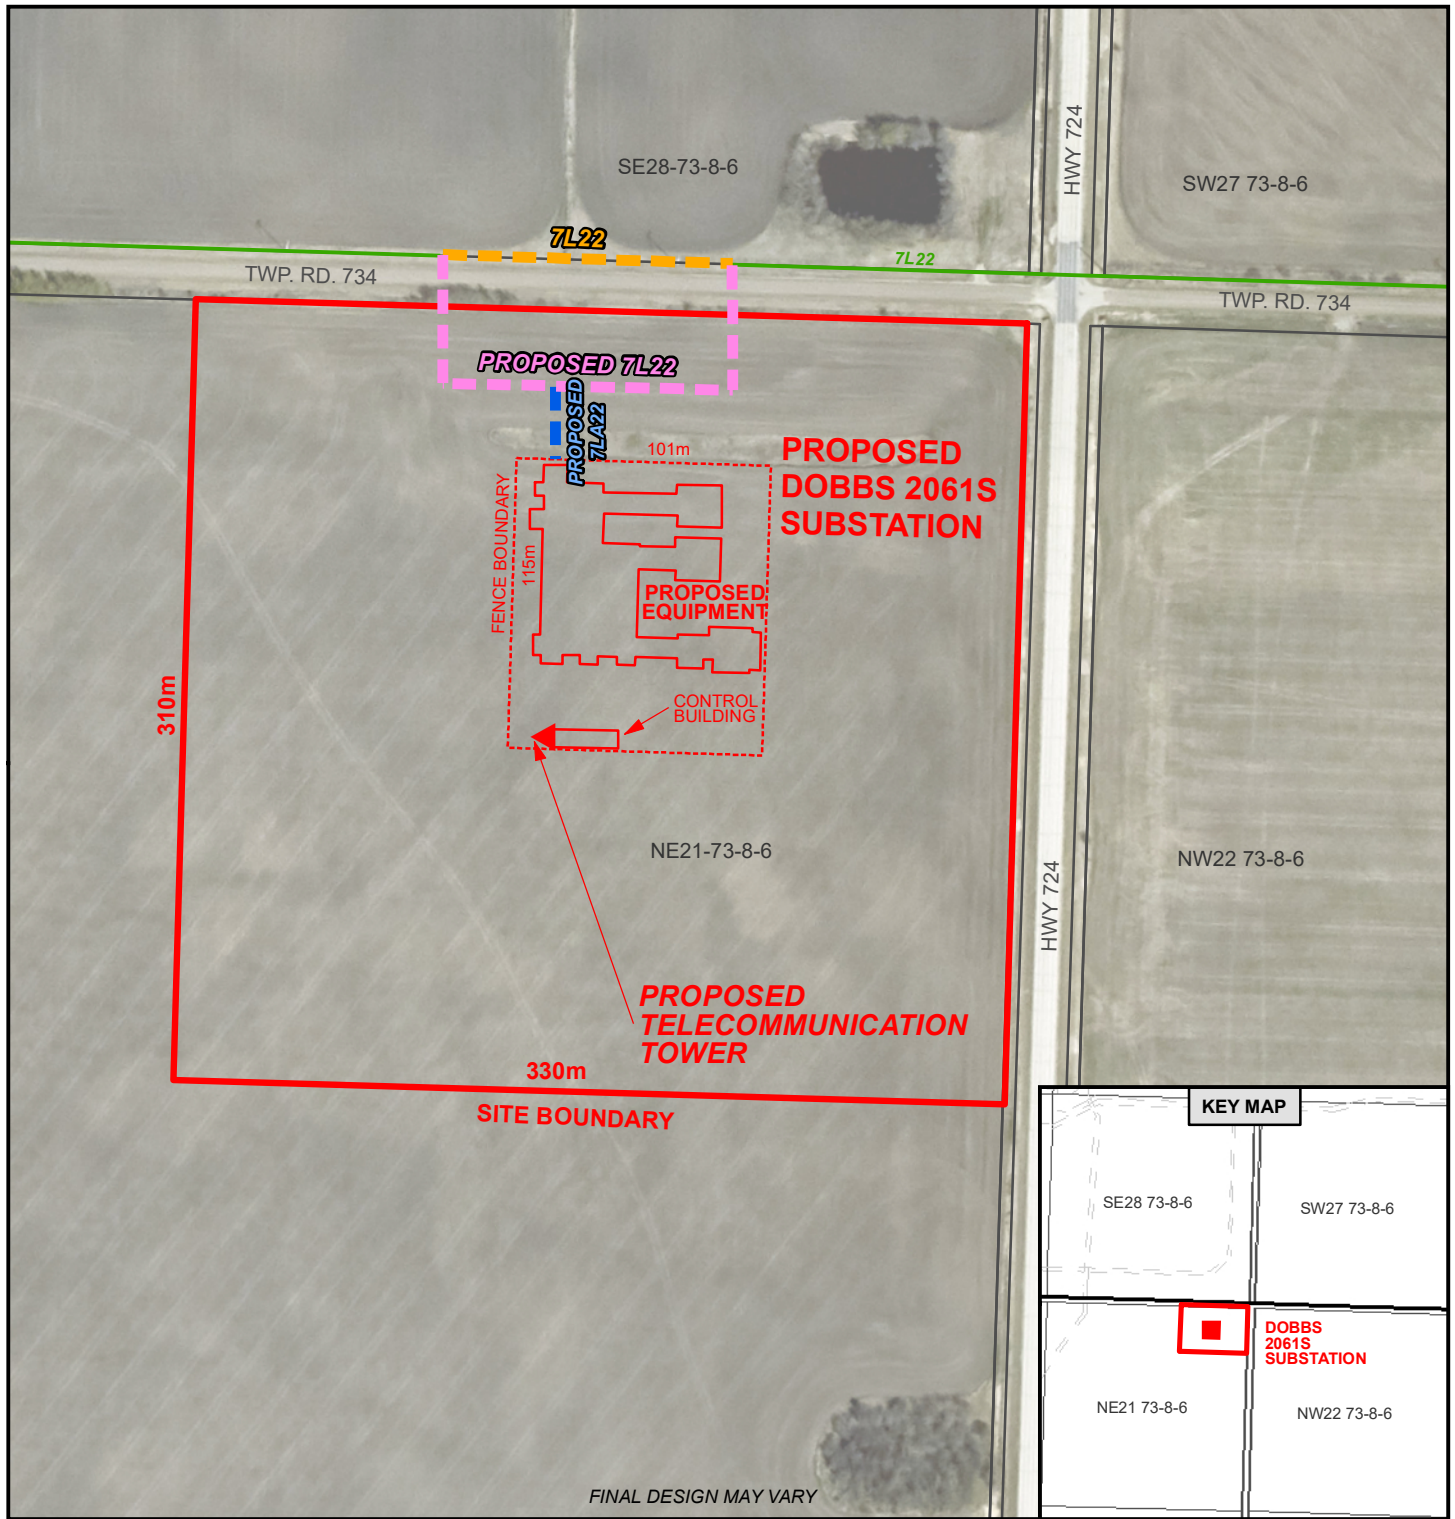 HWY 724
SE28-73-8-6
SW27 73-8-6
7L22
7L22
TWP. RD. 734
TWP. RD. 734
PROPOSED 7L22
PROPOSED
7LA22
101m
PROPOSED
DOBBS 2061S
SUBSTATION
FENCE BOUNDARY
115m
PROPOSED
EQUIPMENT
310m
CONTROL
BUILDING
NE21-73-8-6
NW22 73-8-6
HWY 724
PROPOSED
TELECOMMUNICATION
TOWER
330m
SITE BOUNDARY
KEY MAP
SE28 73-8-6
SW27 73-8-6
DOBBS
2061S
SUBSTATION
NE21 73-8-6
NW22 73-8-6
FINAL DESIGN MAY VARY